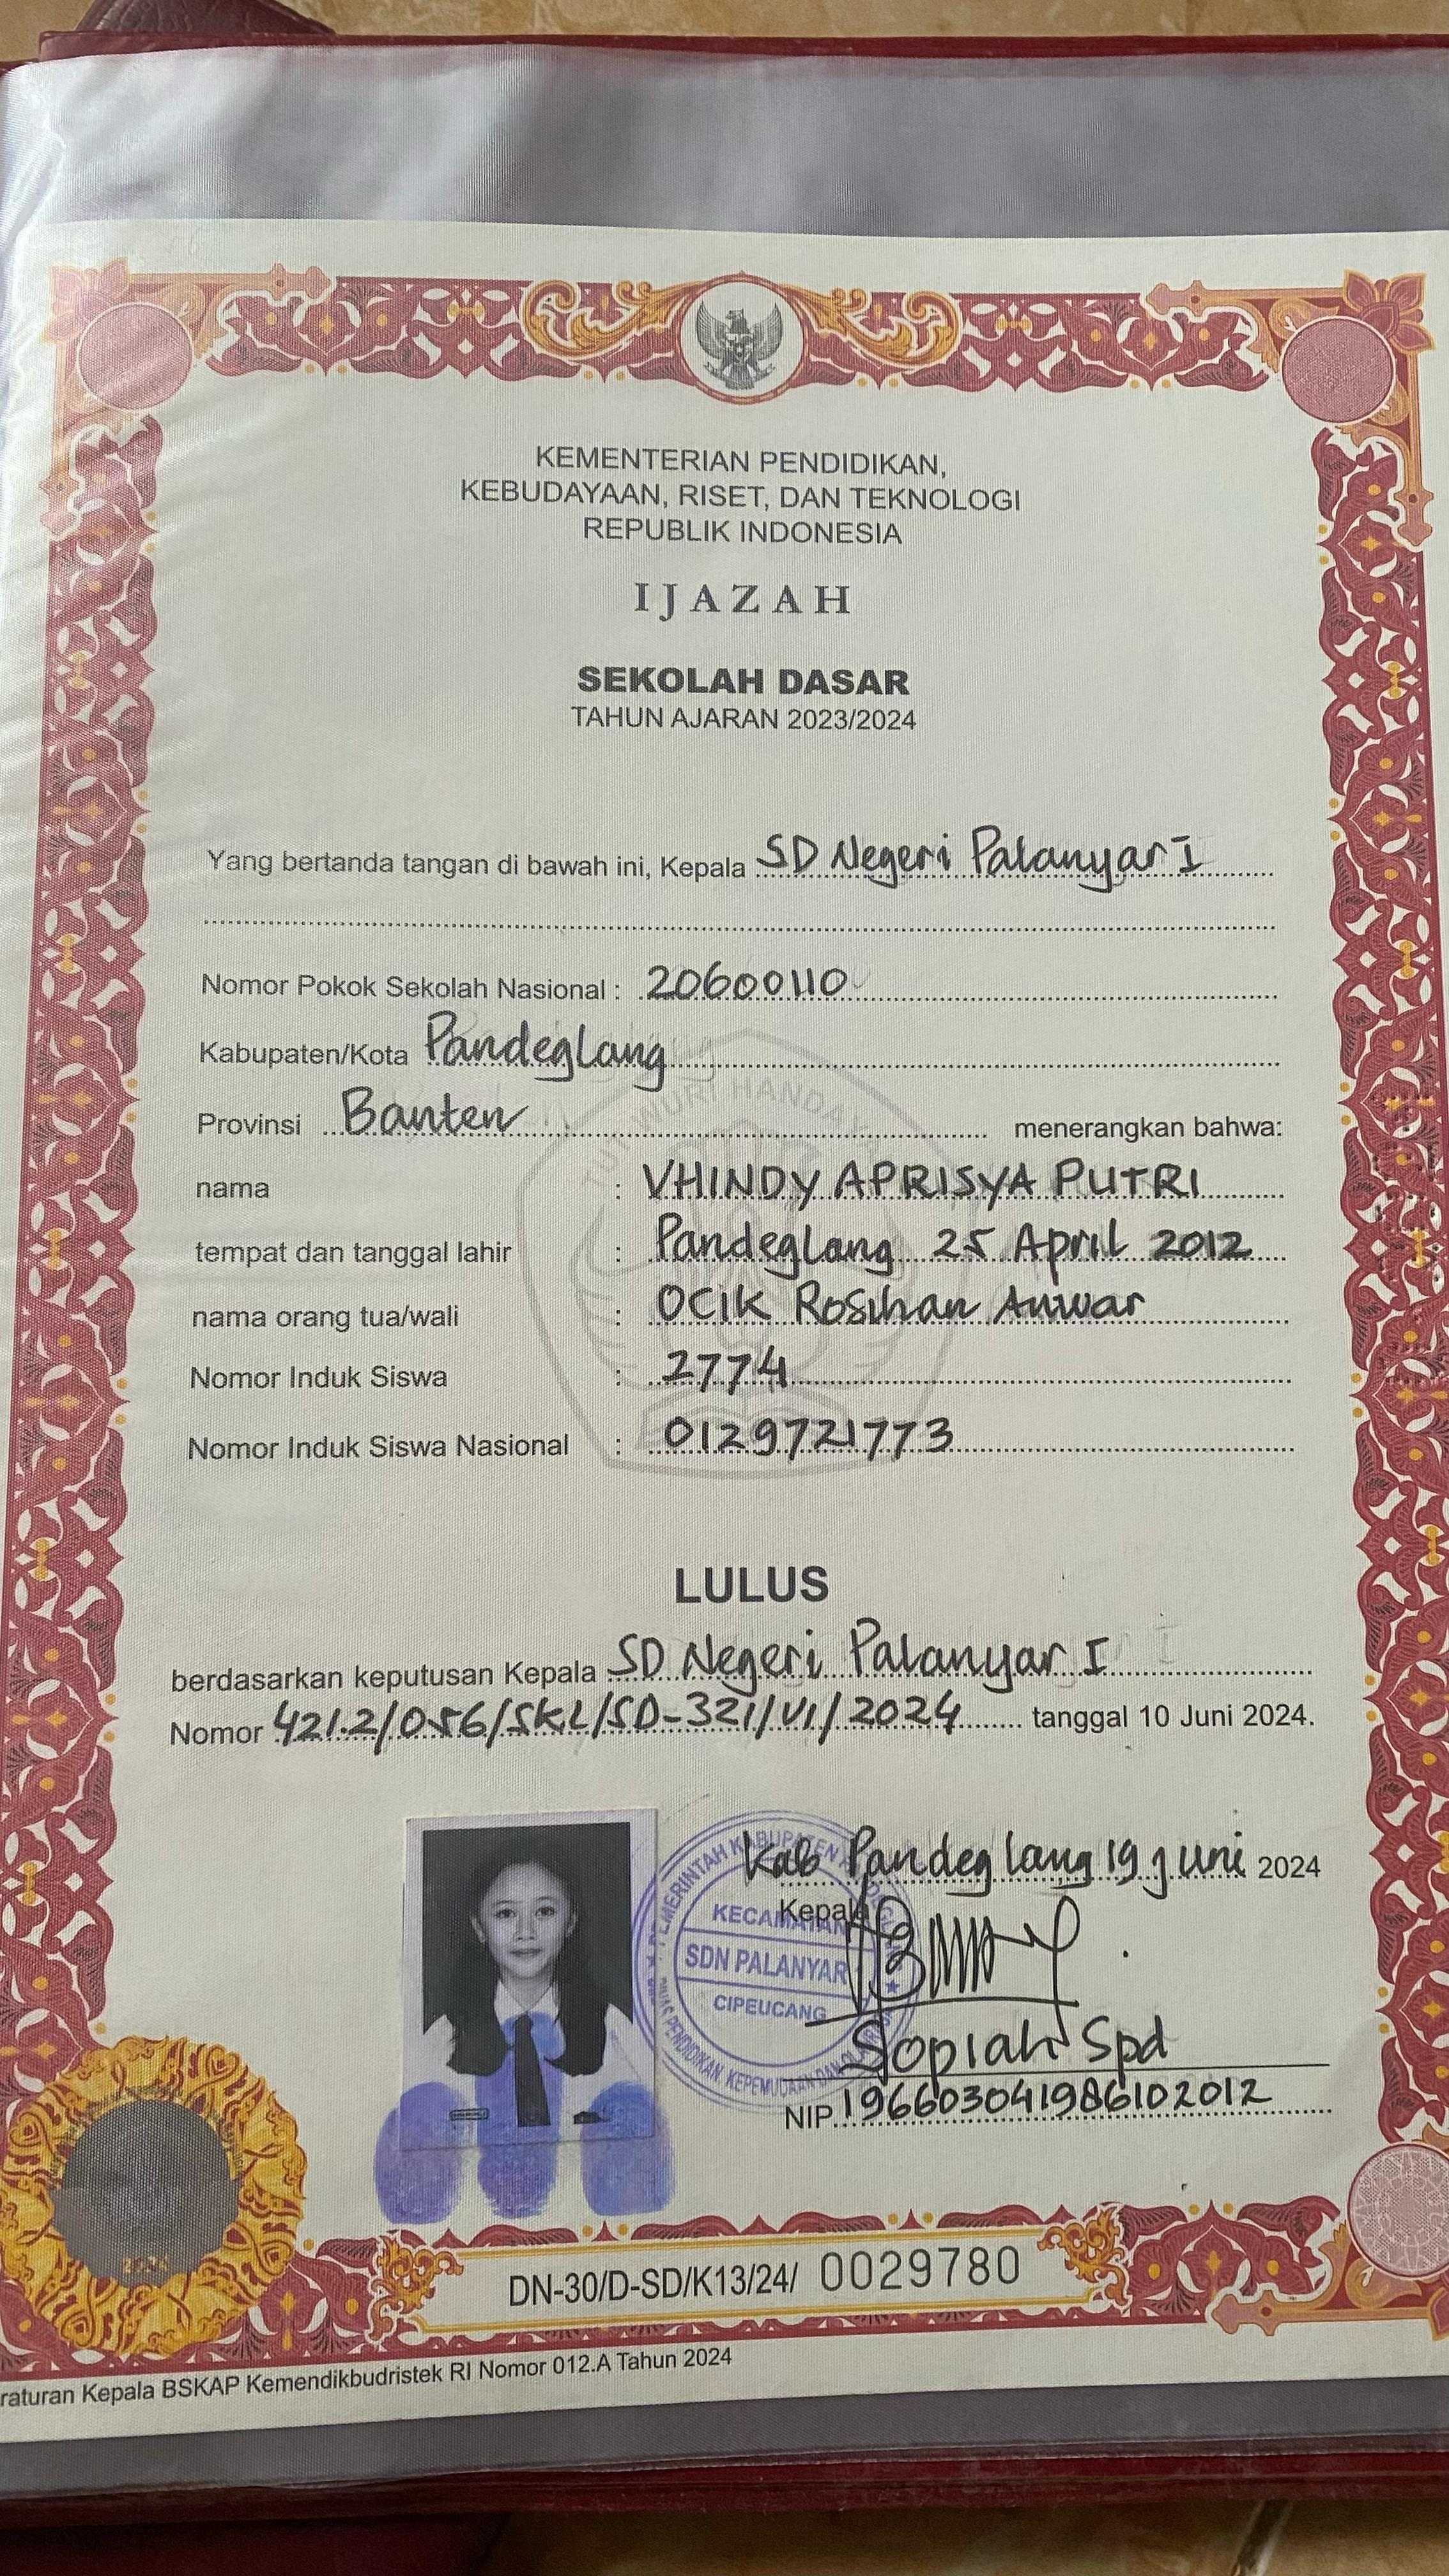 KEMENTERIAN PENDIDIKAN,
KEBUDAYAAN, RISET, DAN TEKNOLOGI
REPUBLIK INDONESIA
IJAZAH
SEKOLAH DASAR
TAHUN AJARAN 2023/2024
Yang bertanda tangan di bawah ini, Kepala SD Negeri Palanyar I
Nomor Pokok Sekolah Nasional : 20600110
Kabupaten/Kota Pandeglang
Provinsi Banten menerangkan bahwa:
nama : VHINDY APRISYA PUTRI
tempat dan tanggal lahir : Pandeglang 25 April 2012
nama orang tua/wali : Ocik Rosihan Anwar
Nomor Induk Siswa : 2774
Nomor Induk Siswa Nasional : 0129721773
LULUS
berdasarkan keputusan Kepala SD Negeri Palanyar I
Nomor 421.2/056/SKL/SD-321/VI/2024 tanggal 10 Juni 2024.
Kab Pandeglang 19 Juni 2024
Kepala
PEMERINTAH KABUPATEN
KECAMATAN
SDN PALANYAR
CIPEUCANG
PENDIDIKAN KEPEMUDAAN DAN OLAHRAGA
Sopiah Spd
NIP 196603041986102012
2024
DN-30/D-SD/K13/24/ 0029780
raturan Kepala BSKAP Kemendikbudristek RI Nomor 012.A Tahun 2024